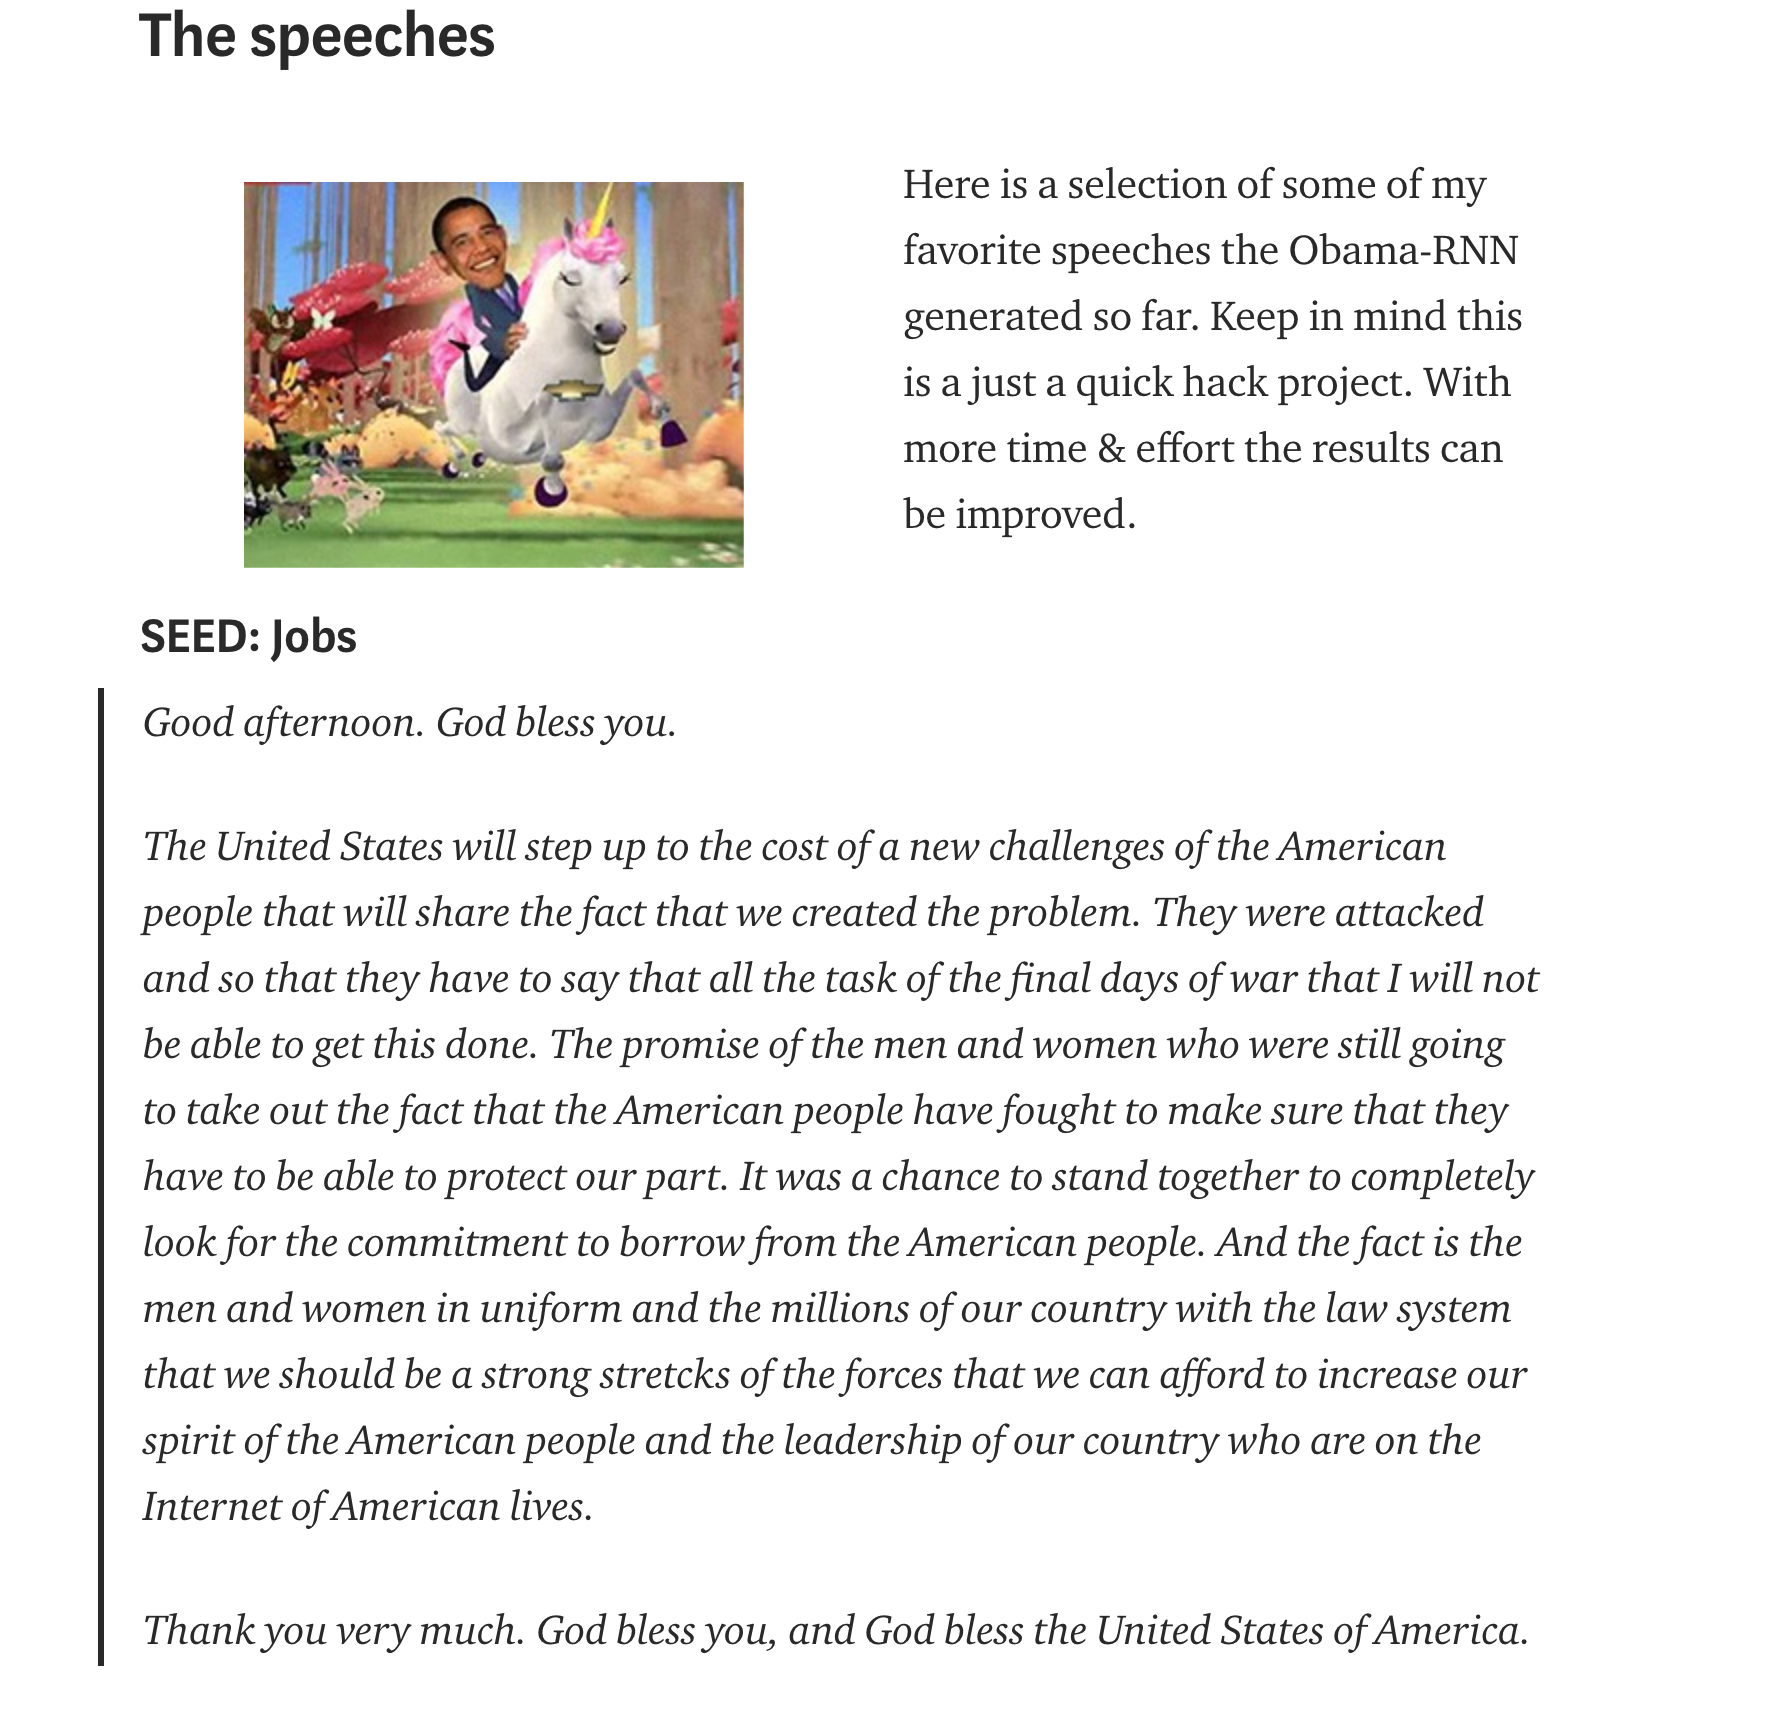 The speeches
Here is a selection of some of my
favorite speeches the Obama-RNN
generated so far. Keep in mind this
is a just a quick hack project. With
more time & effort the results can
be improved.
SEED: Jobs
Good afternoon. God bless you.
The United States will step up to the cost of a new challenges of the American
people that will share the fact that we created the problem. They were attacked
and so that they have to say that all the task of the final days of war that I will not
be able to get this done. The promise of the men and women who were still going
to take out the fact that the American people have fought to make sure that they
have to be able to protect our part. It was a chance to stand together to completely
look for the commitment to borrow from the American people. And the fact is the
men and women in uniform and the millions of our country with the law system
that we should be a strong stretcks of the forces that we can afford to increase our
spirit of the American people and the leadership of our country who are on the
Internet of American lives.
Thank you very much. God bless you, and God bless the United States of America.